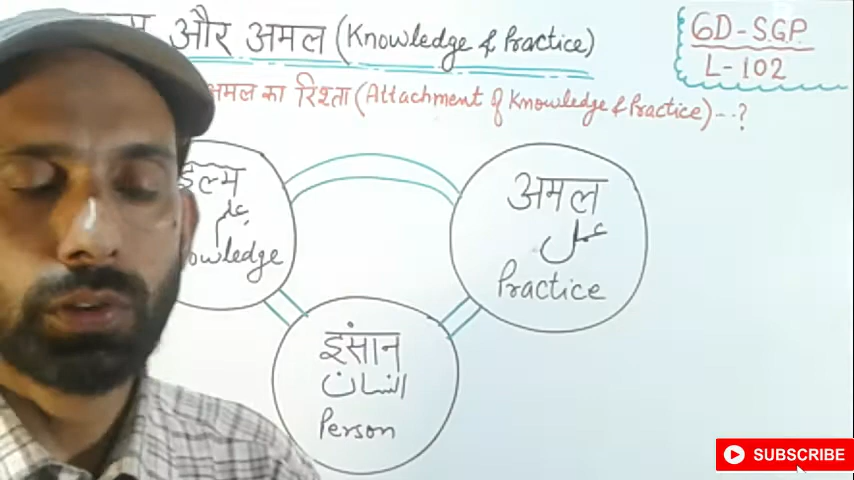 और अमल (Knowledge & Practice)
GD-S.G.P.
L-102
अमल का रिश्ता (Attachment of Knowledge & Practice)---?
इल्म
علم
owledge
अमल
عمل
Practice
इंसान
انسان
Person
SUBSCRIBE